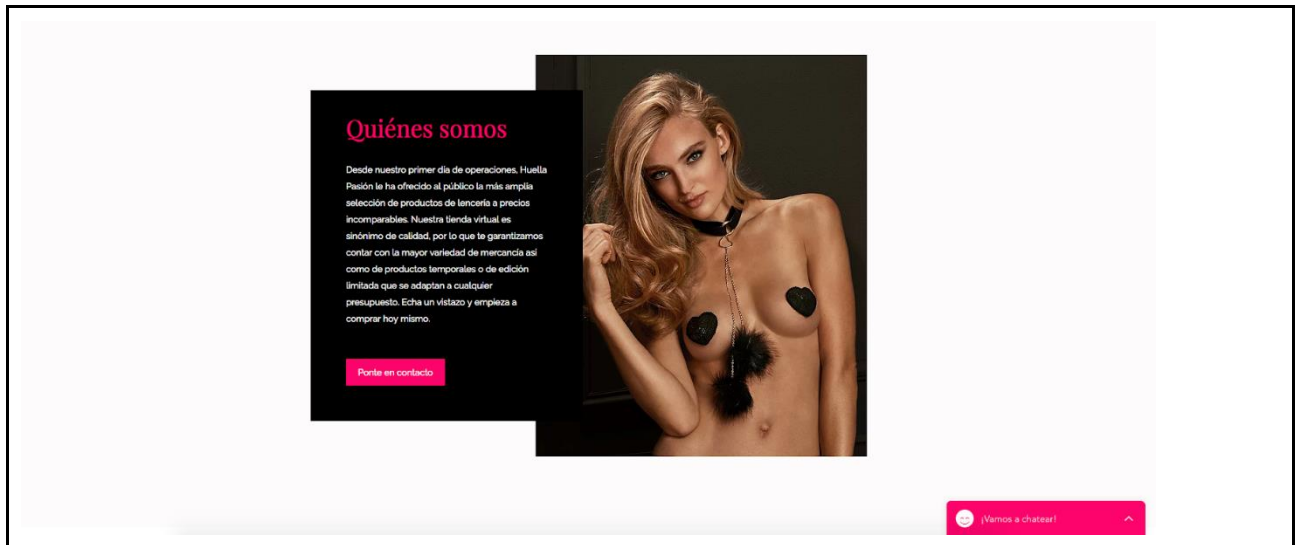 Quiénes somos
Desde nuestro primer día de operaciones, Huella
Pasión le ha ofrecido al público la más amplia
selección de productos de lencería a precios
incomparables. Nuestra tienda virtual es
sinónimo de calidad, por lo que te garantizamos
contar con la mayor variedad de mercancía así
como de productos temporales o de edición
limitada que se adaptan a cualquier
presupuesto. Echa un vistazo y empieza a
comprar hoy mismo.
Ponte en contacto
¡Vamos a chatear!